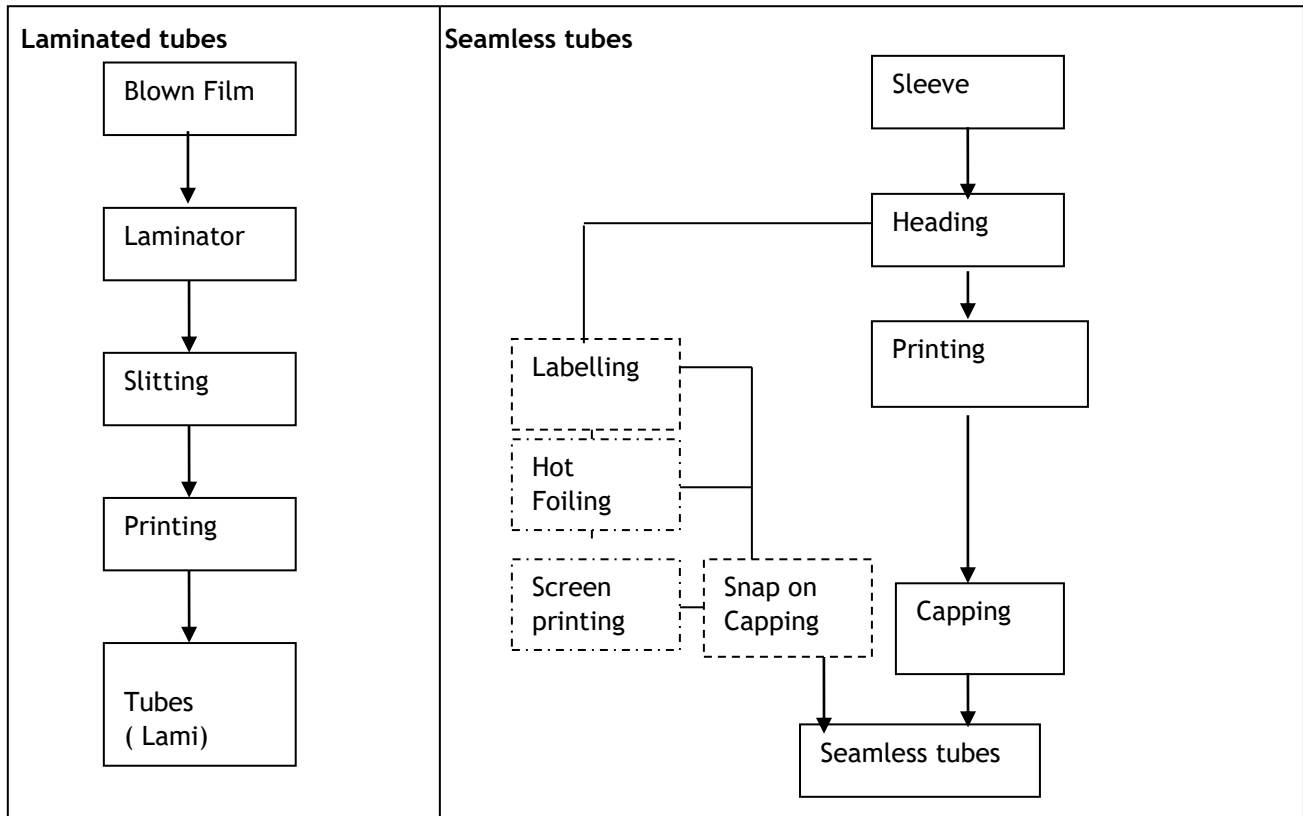 Laminated tubes
Blown Film
Laminator
Slitting
Printing
Tubes
( Lami)
Seamless tubes
Sleeve
Heading
Printing
Labelling
Hot
Foiling
Screen
printing
Snap on
Capping
Capping
Seamless tubes